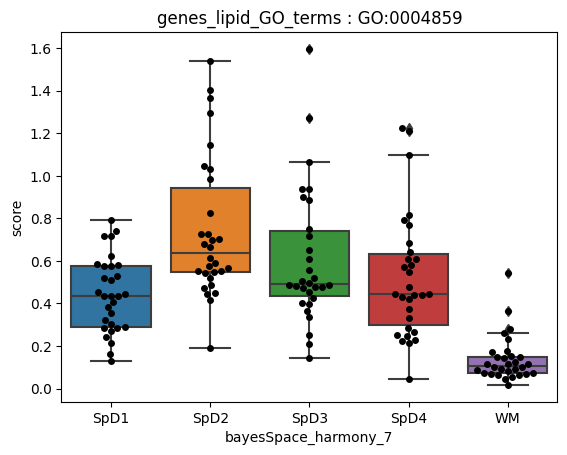 genes_lipid_GO_terms : GO:0004859
score
1.6
1.4
1.2
1.0
0.8
0.6
0.4
0.2
0.0
SpD1 SpD2 SpD3 SpD4 WM
bayesSpace_harmony_7